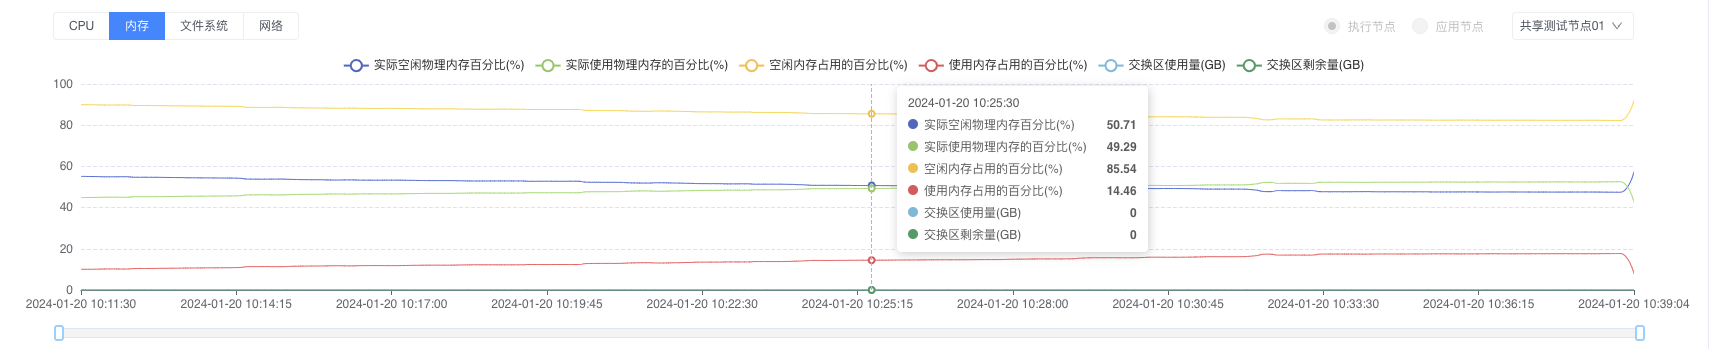 CPU 内存 文件系统 网络 执行节点 应用节点 共享测试节点01
实际空闲物理内存百分比(%) 实际使用物理内存的百分比(%) 空闲内存占用的百分比(%) 使用内存占用的百分比(%) 交换区使用量(GB) 交换区剩余量(GB)
100
80
60
40
20
0
2024-01-20 10:25:30
实际空闲物理内存百分比(%) 50.71
实际使用物理内存的百分比(%) 49.29
空闲内存占用的百分比(%) 85.54
使用内存占用的百分比(%) 14.46
交换区使用量(GB) 0
交换区剩余量(GB) 0
2024-01-20 10:11:30 2024-01-20 10:14:15 2024-01-20 10:17:00 2024-01-20 10:19:45 2024-01-20 10:22:30 2024-01-20 10:25:15 2024-01-20 10:28:00 2024-01-20 10:30:45 2024-01-20 10:33:30 2024-01-20 10:36:15 2024-01-20 10:39:04